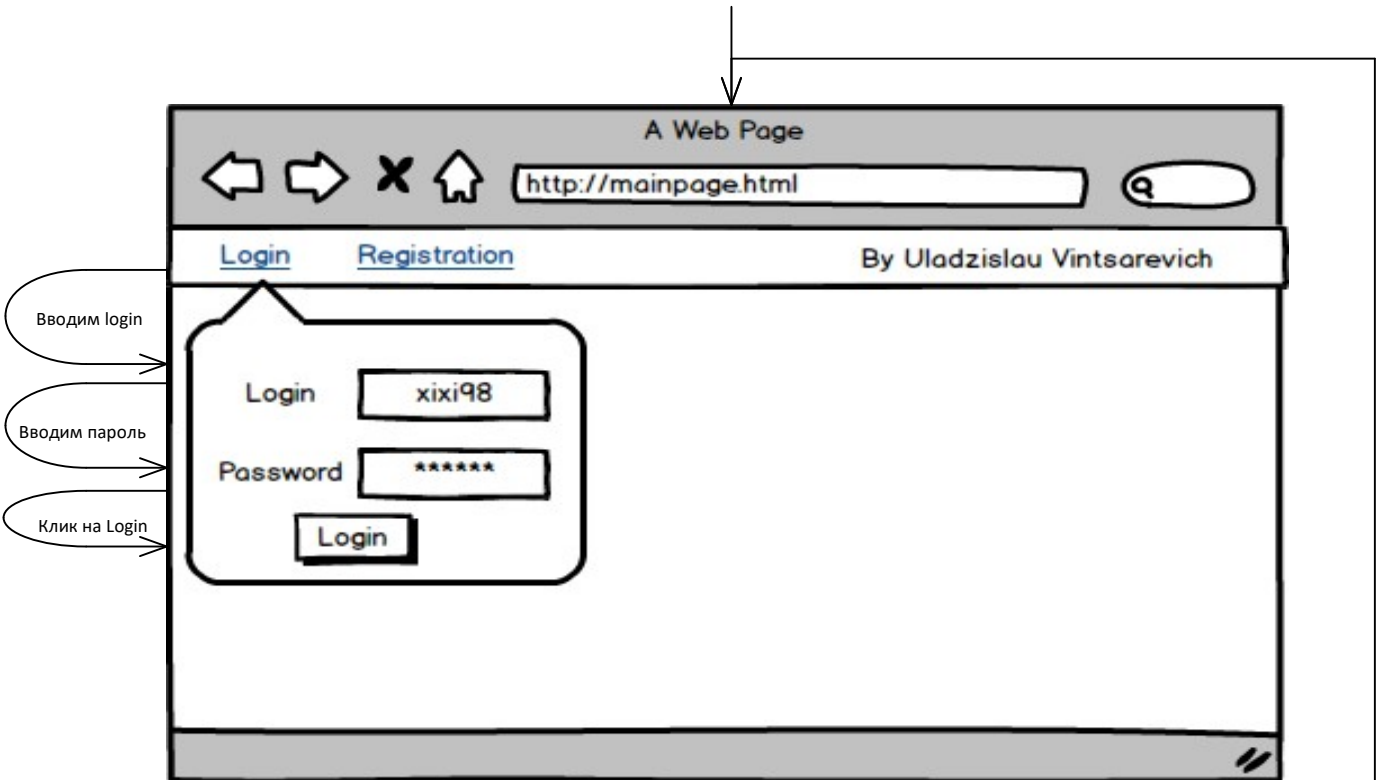 A Web Page
http://mainpage.html
Login Registration By Uladzislau Vintsarevich
Вводим login
Login xixi98
Вводим пароль
Password ******
Клик на Login
Login